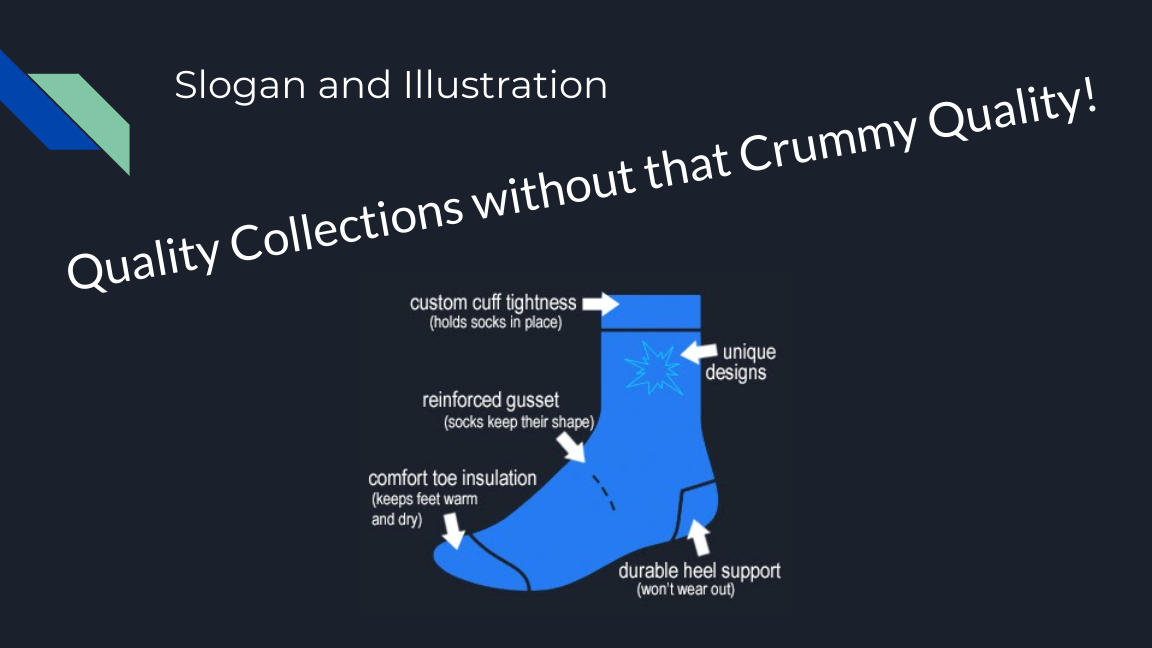 Slogan and Illustration
Quality Collections without that Crummy Quality!
custom cuff tightness
(holds socks in place)
unique
designs
reinforced gusset
(socks keep their shape)
comfort toe insulation
(keeps feet warm
and dry)
durable heel support
(won't wear out)